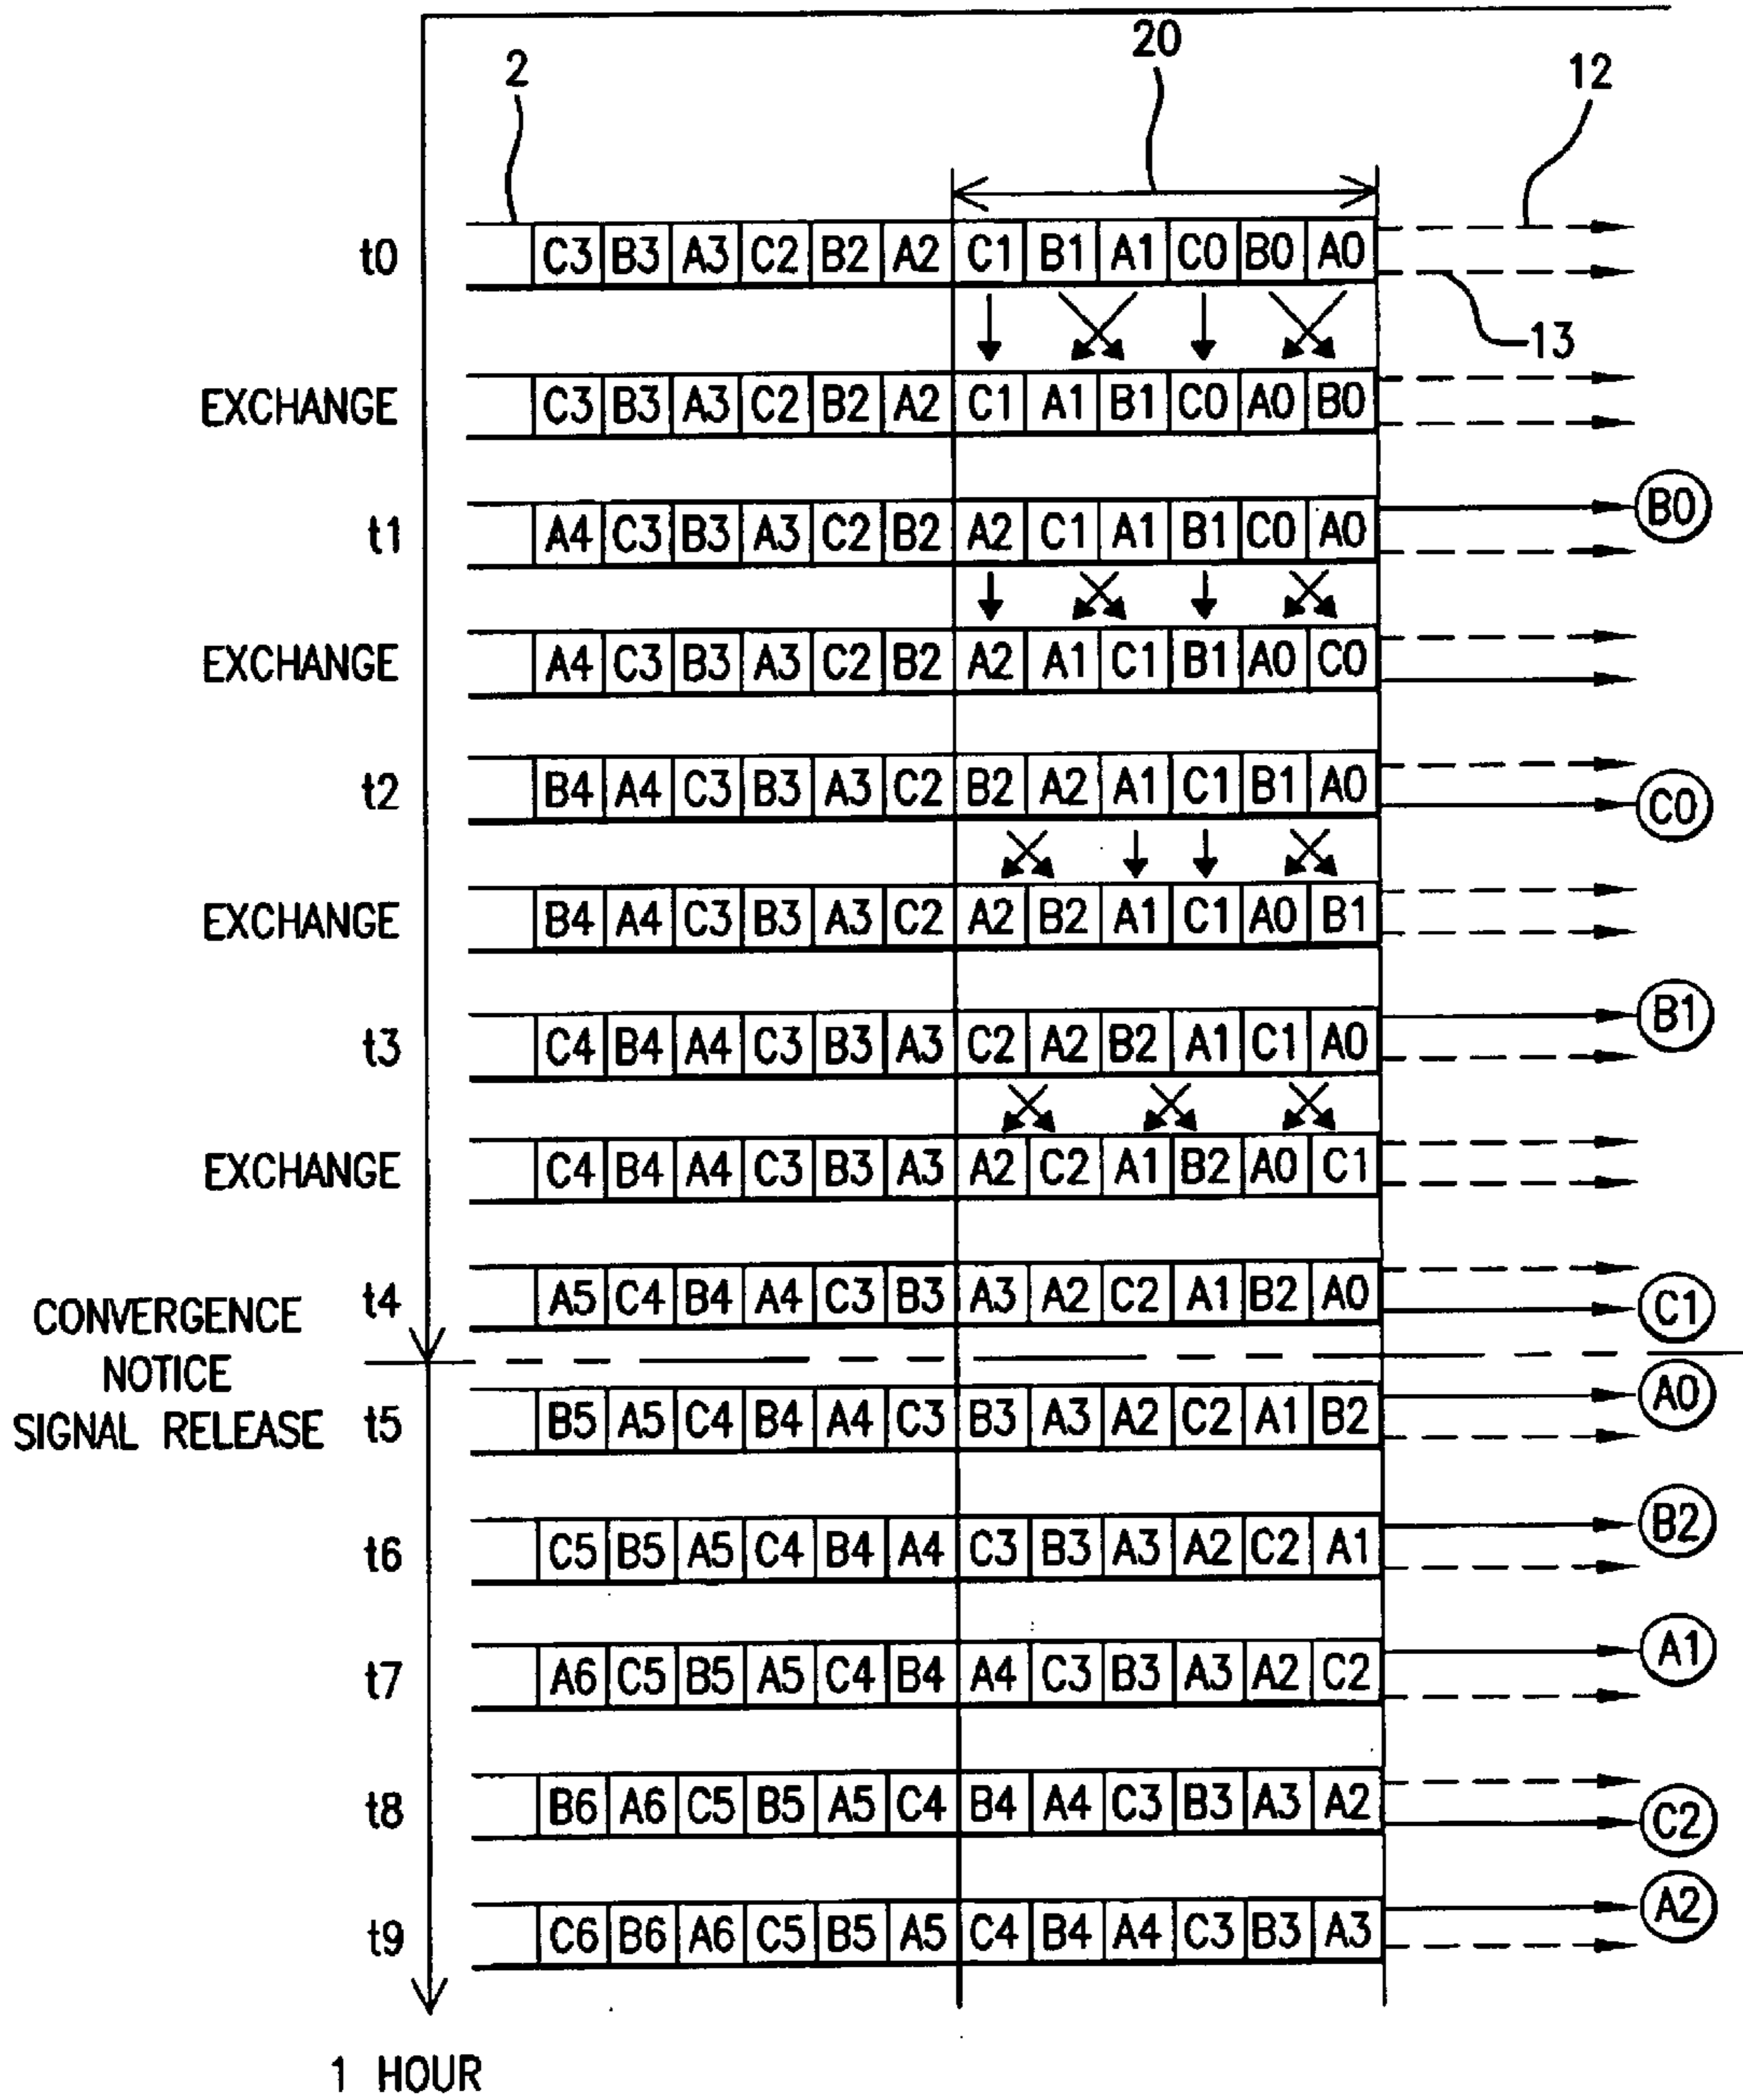 20
2
12
t0 C3 B3 A3 C2 B2 A2 C1 B1 A1 C0 B0 A0
13
EXCHANGE C3 B3 A3 C2 B2 A2 C1 A1 B1 C0 A0 B0
t1 A4 C3 B3 A3 C2 B2 A2 C1 A1 B1 C0 A0 B0
EXCHANGE A4 C3 B3 A3 C2 B2 A2 A1 C1 B1 A0 C0
t2 B4 A4 C3 B3 A3 C2 B2 A2 A1 C1 B1 A0 C0
EXCHANGE B4 A4 C3 B3 A3 C2 A2 B2 A1 C1 A0 B1
t3 C4 B4 A4 C3 B3 A3 C2 A2 B2 A1 C1 A0 B1
EXCHANGE C4 B4 A4 C3 B3 A3 A2 C2 A1 B2 A0 C1
t4 A5 C4 B4 A4 C3 B3 A3 A2 C2 A1 B2 A0 C1
CONVERGENCE
NOTICE
SIGNAL RELEASE
t5 B5 A5 C4 B4 A4 C3 B3 A3 A2 C2 A1 B2 A0
t6 C5 B5 A5 C4 B4 A4 C3 B3 A3 A2 C2 A1 B2
t7 A6 C5 B5 A5 C4 B4 A4 C3 B3 A3 A2 C2 A1
t8 B6 A6 C5 B5 A5 C4 B4 A4 C3 B3 A3 A2 C2
t9 C6 B6 A6 C5 B5 A5 C4 B4 A4 C3 B3 A3 A2
1 HOUR